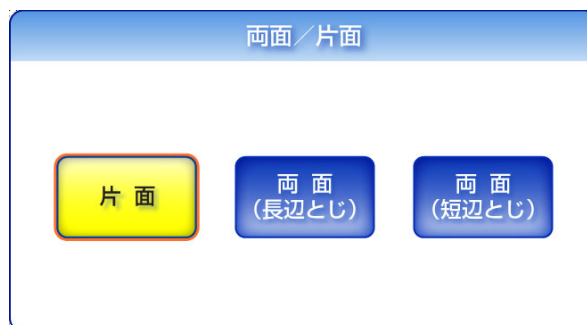 両面／片面
片 面
両 面
（長辺とじ）
両 面
（短辺とじ）